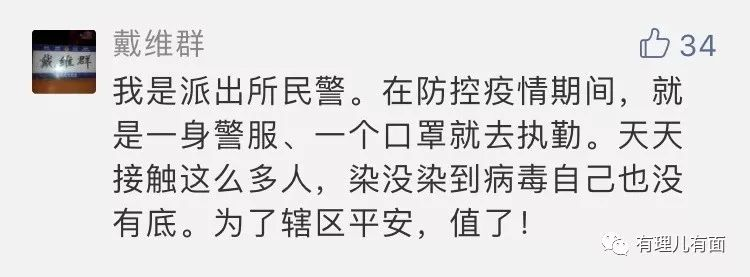 戴维群
34
戴维群
我是派出所民警。在防控疫情期间，就
是一身警服、一个口罩就去执勤。天天
接触这么多人，染没染到病毒自己也没
有底。为了辖区平安，值了！
有理儿有面